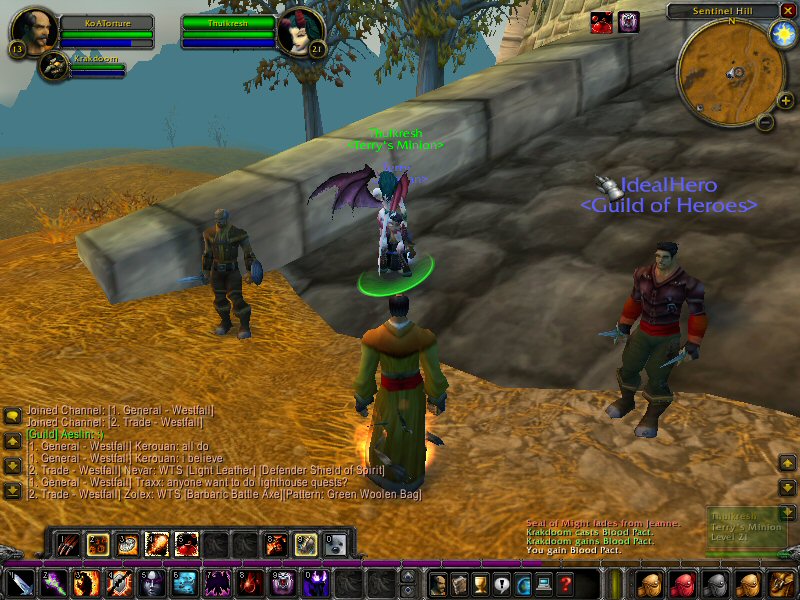 KoATorture
Thulkresh
Sentinel Hill
N
13
21
Krakdoom
Thulkresh
<Terry's Minion>
IdealHero
<Guild of Heroes>
Joined Channel: [1. General - Westfall]
Joined Channel: [2. Trade - Westfall]
[Guild] Aeslin: :)
[1. General - Westfall] Kerouan: ail do
[1. General - Westfall] Kerouan: i believe
[2. Trade - Westfall] Nevar: WTS [Light Leather] [Defender Shield of Spirit]
[1. General - Westfall] Traxx: anyone want to do lighthouse quests?
[2. Trade - Westfall] Zolex: WTS [Barbaric Battle Axe][Pattern: Green Woolen Bag]
Seal of Might fades from Jeanne.
Krakdoom casts Blood Pact.
Krakdoom gains Blood Pact.
You gain Blood Pact.
Thulkresh
Terry's Minion
Level 21